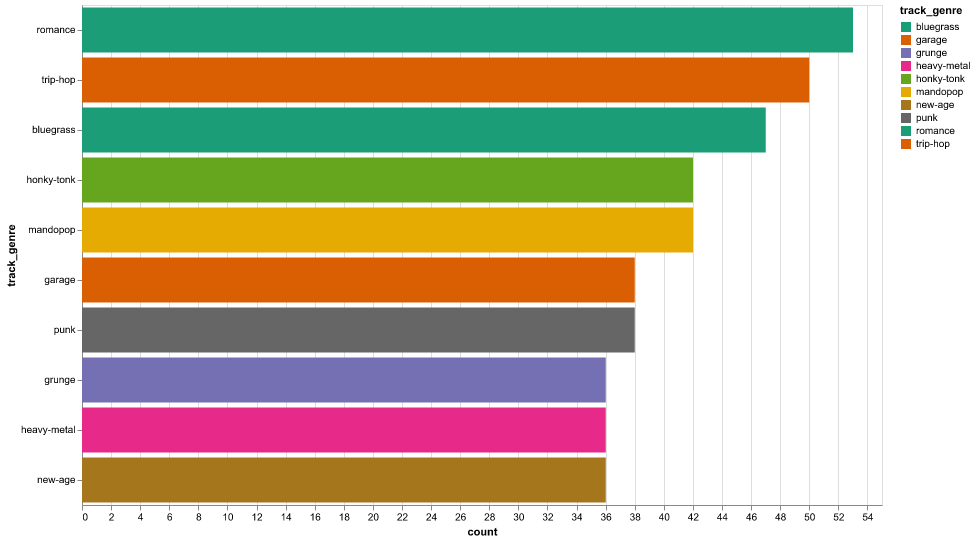 track_genre
bluegrass
garage
grunge
heavy-metal
honky-tonk
mandopop
new-age
punk
romance
trip-hop
track_genre
romance
trip-hop
bluegrass
honky-tonk
mandopop
garage
punk
grunge
heavy-metal
new-age
0 2 4 6 8 10 12 14 16 18 20 22 24 26 28 30 32 34 36 38 40 42 44 46 48 50 52 54
count